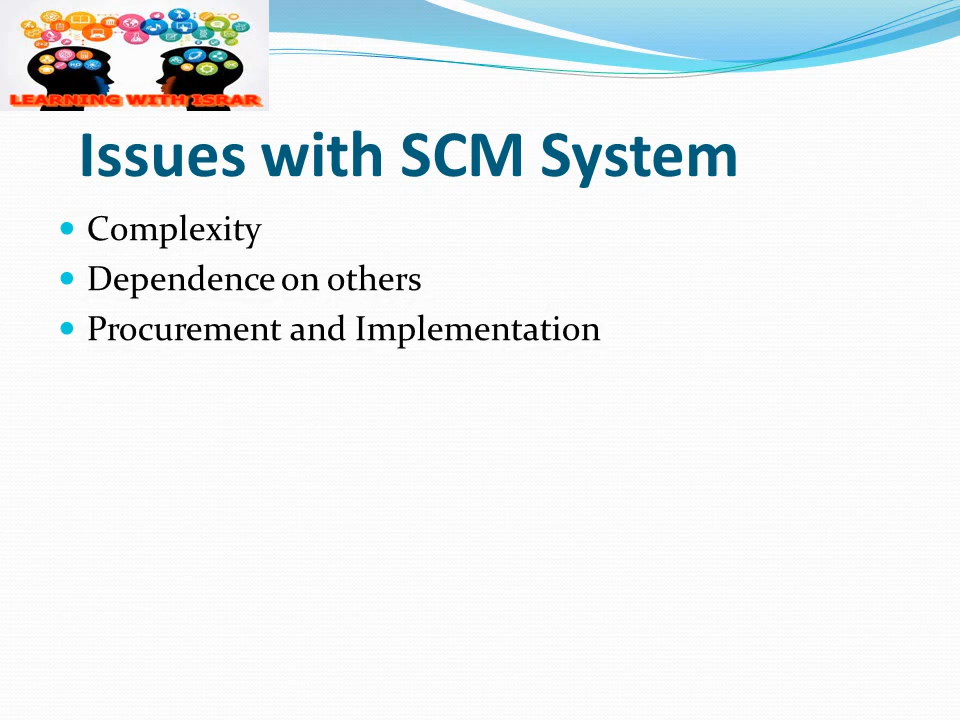 LEARNING WITH ISRAR
Issues with SCM System
Complexity
Dependence on others
Procurement and Implementation